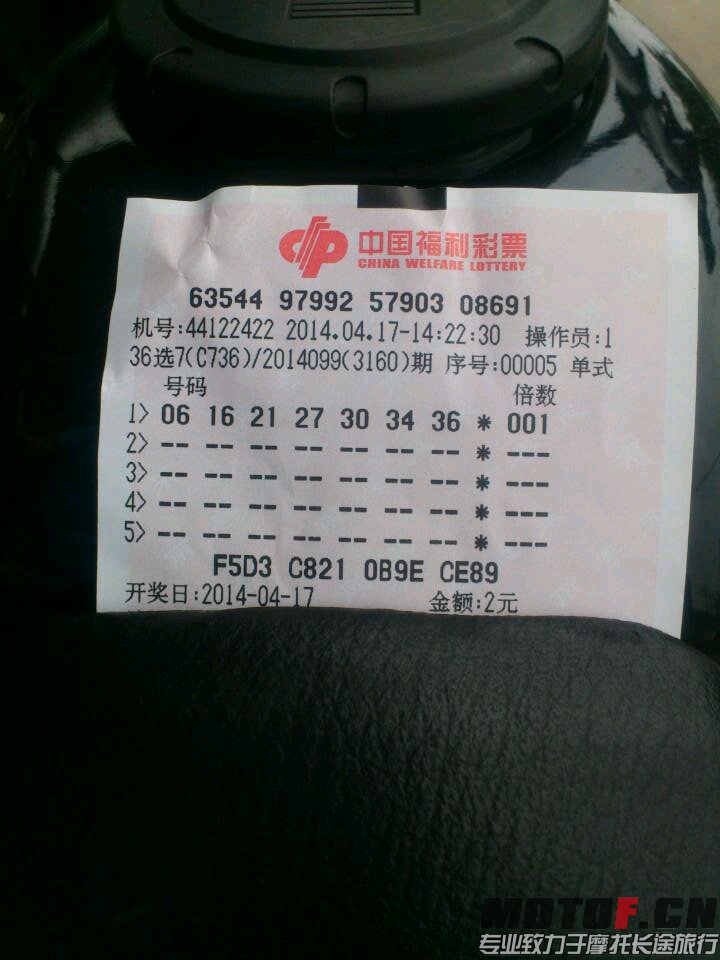 中国福利彩票
CHINA WELFARE LOTTERY
63544 97992 57903 08691
机号:44122422 2014.04.17-14:22:30 操作员:1
36选7(C736)/2014099(3160)期 序号:00005 单式
号码 倍数
1> 06 16 21 27 30 34 36 * 001
2> -- -- -- -- -- -- -- * ---
3> -- -- -- -- -- -- -- * ---
4> -- -- -- -- -- -- -- * ---
5> -- -- -- -- -- -- -- * ---
F5D3 C821 0B9E CE89
开奖日:2014-04-17 金额:2元
MOTOF.CN
专业致力于摩托长途旅行